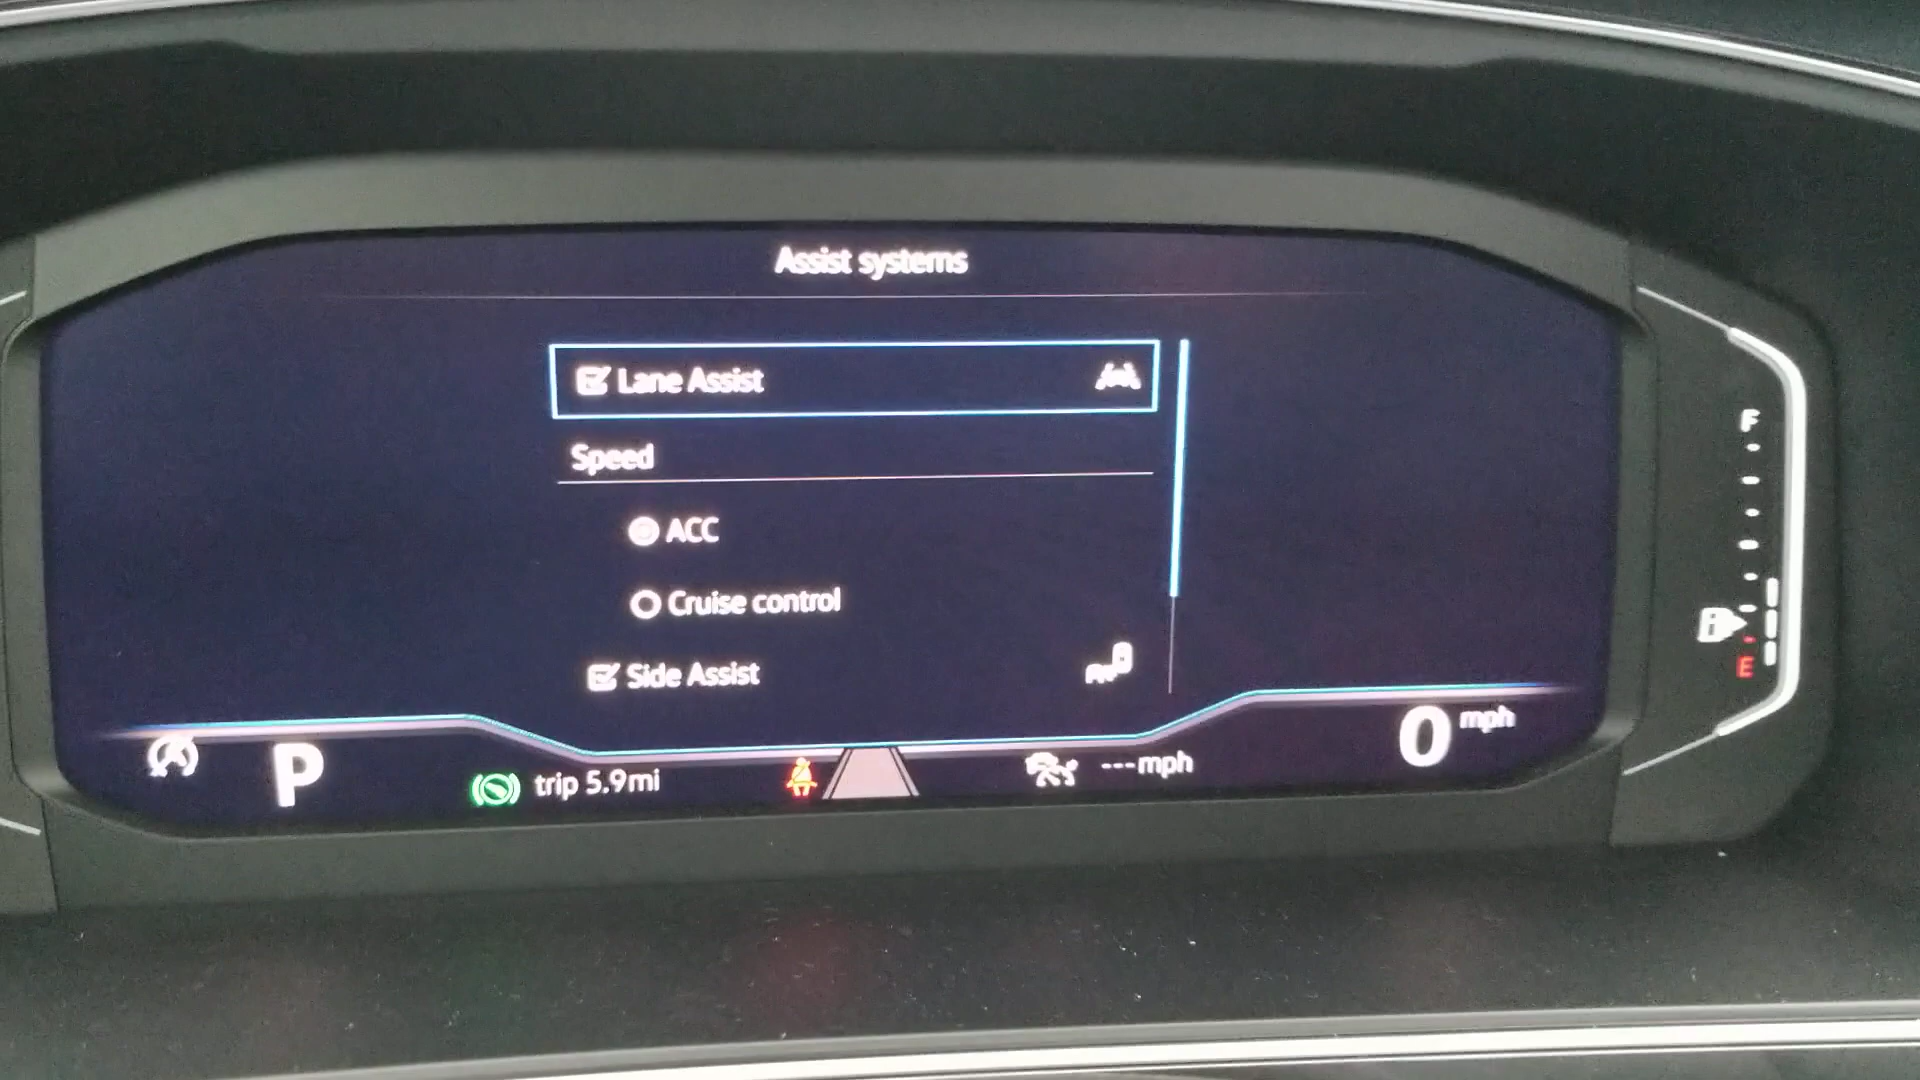 Assist systems
Lane Assist
Speed
ACC
Cruise control
Side Assist
F
E
P
trip 5.9mi
---mph
0 mph